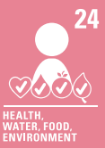 24
HEALTH,
WATER, FOOD,
ENVIRONMENT